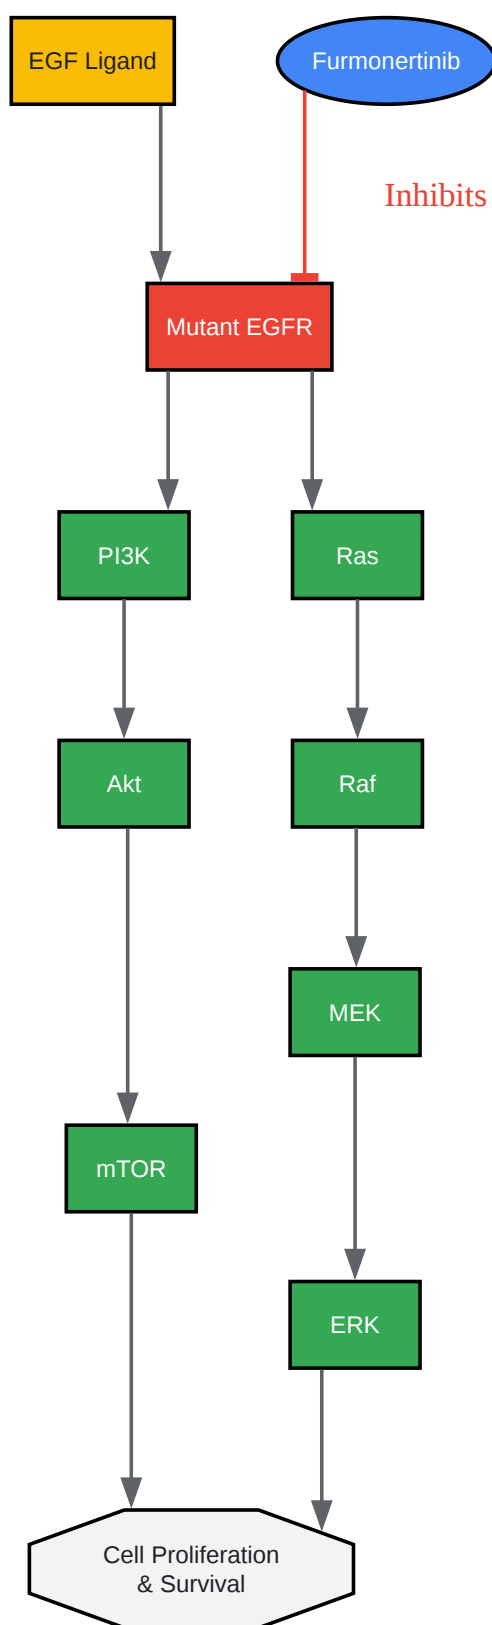 EGF Ligand
Furmonertinib
Inhibits
Mutant EGFR
PI3K
Ras
Akt
Raf
MEK
mTOR
ERK
Cell Proliferation
& Survival